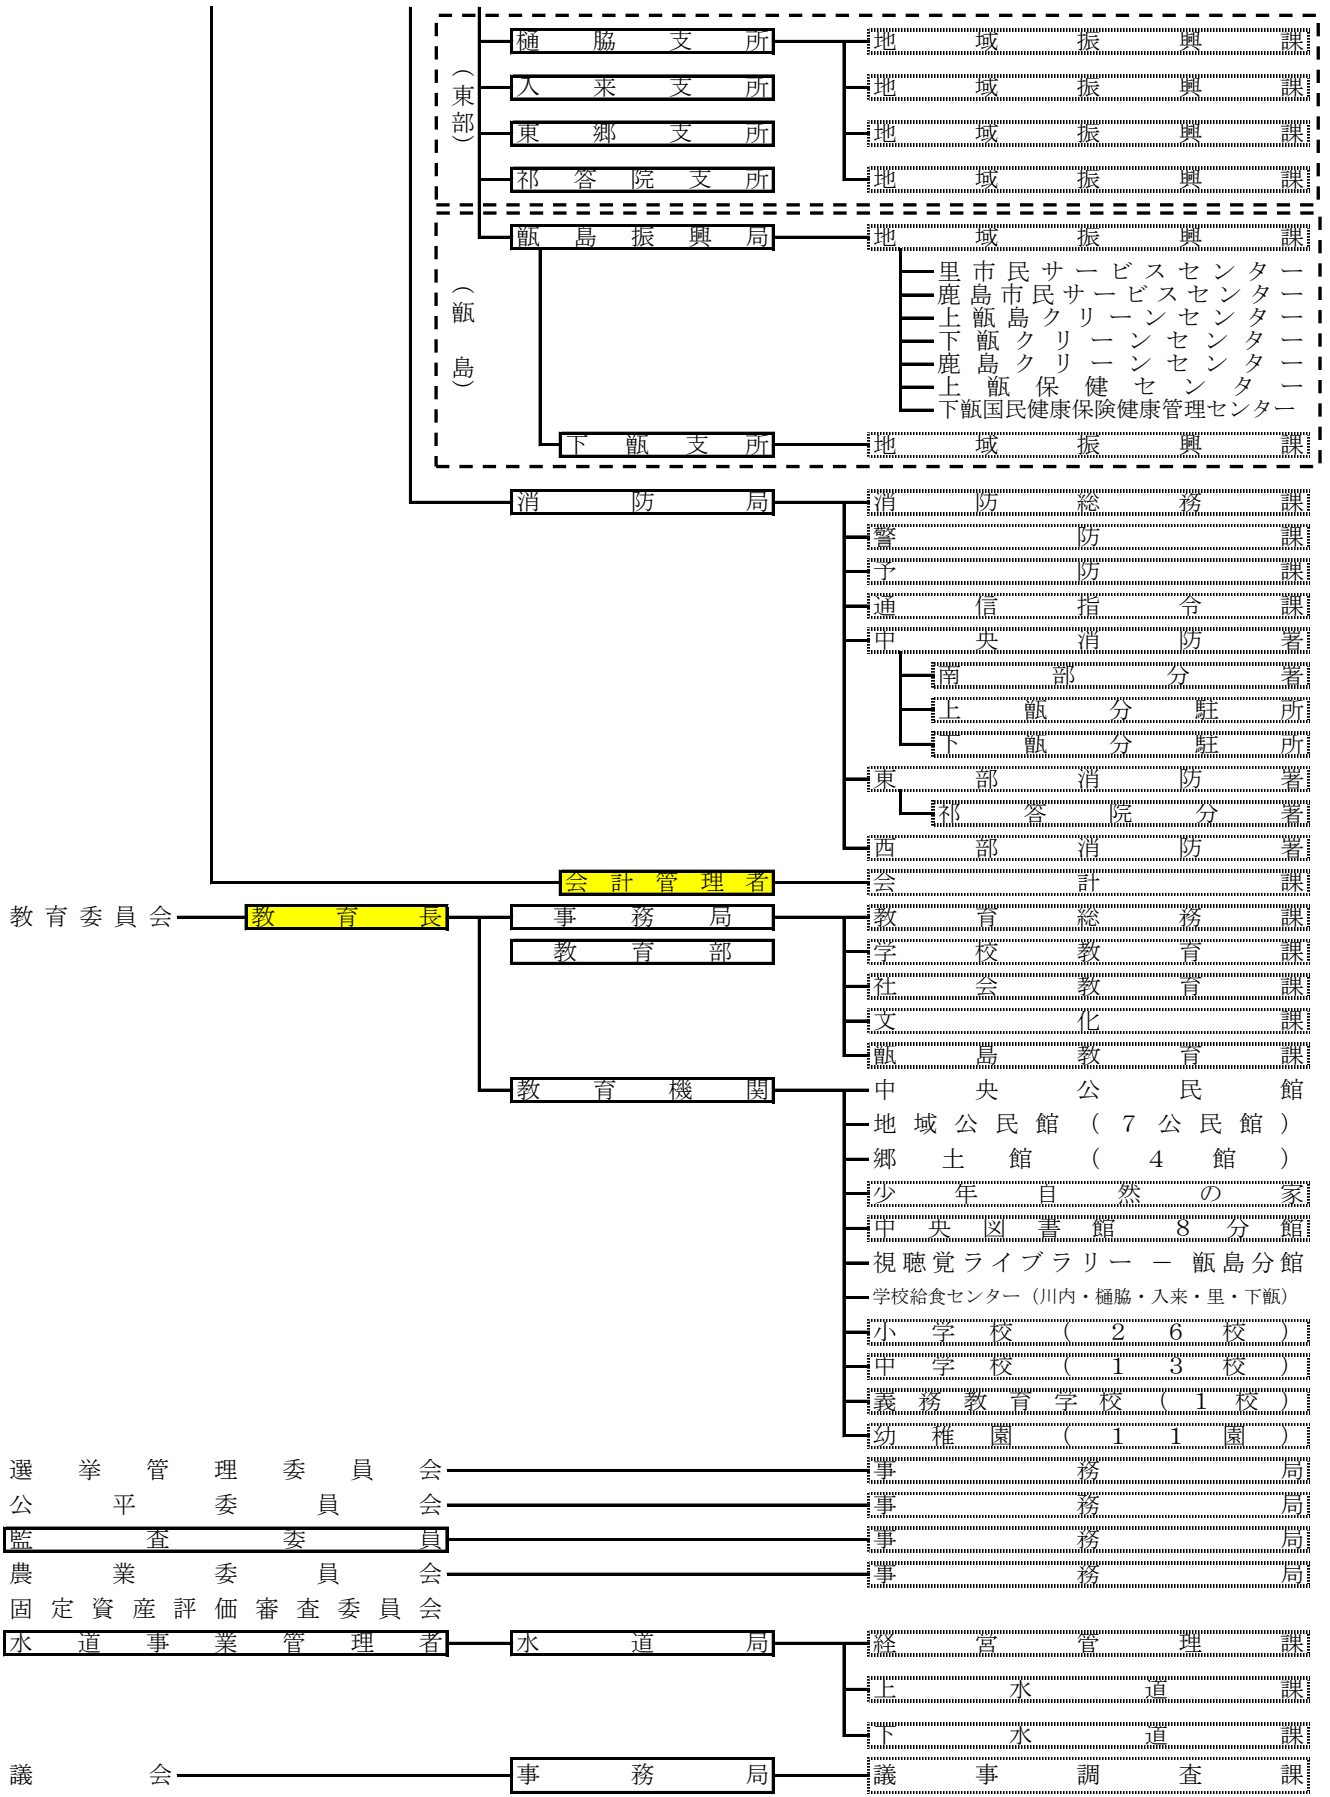 樋脇支所 地域振興課
（東部）
入来支所 地域振興課
東郷支所 地域振興課
祁答院支所 地域振興課
甑島振興局 地域振興課
（甑島）
里市民サービスセンター
鹿島市民サービスセンター
上甑島クリーンセンター
下甑クリーンセンター
鹿島クリーンセンター
上甑保健センター
下甑国民健康保険健康管理センター
下甑支所 地域振興課
消防局 消防総務課
警防課
予防課
通信指令課
中央消防署
南部分署
上甑分駐所
下甑分駐所
東部消防署
祁答院分署
西部消防署
会計管理者 会計課
教育委員会 教育長 事務局 教育総務課
教育部 学校教育課
社会教育課
文化課
甑島教育課
教育機関 中央公民館
地域公民館（7公民館）
郷土館（4館）
少年自然の家
中央図書館 8分館
視聴覚ライブラリー － 甑島分館
学校給食センター（川内・樋脇・入来・里・下甑）
小学校（26校）
中学校（13校）
義務教育学校（1校）
幼稚園（11園）
選挙管理委員会 事務局
公平委員会 事務局
監査委員 事務局
農業委員会 事務局
固定資産評価審査委員会
水道事業管理者 水道局 経営管理課
上水道課
下水道課
議会 事務局 議事調査課